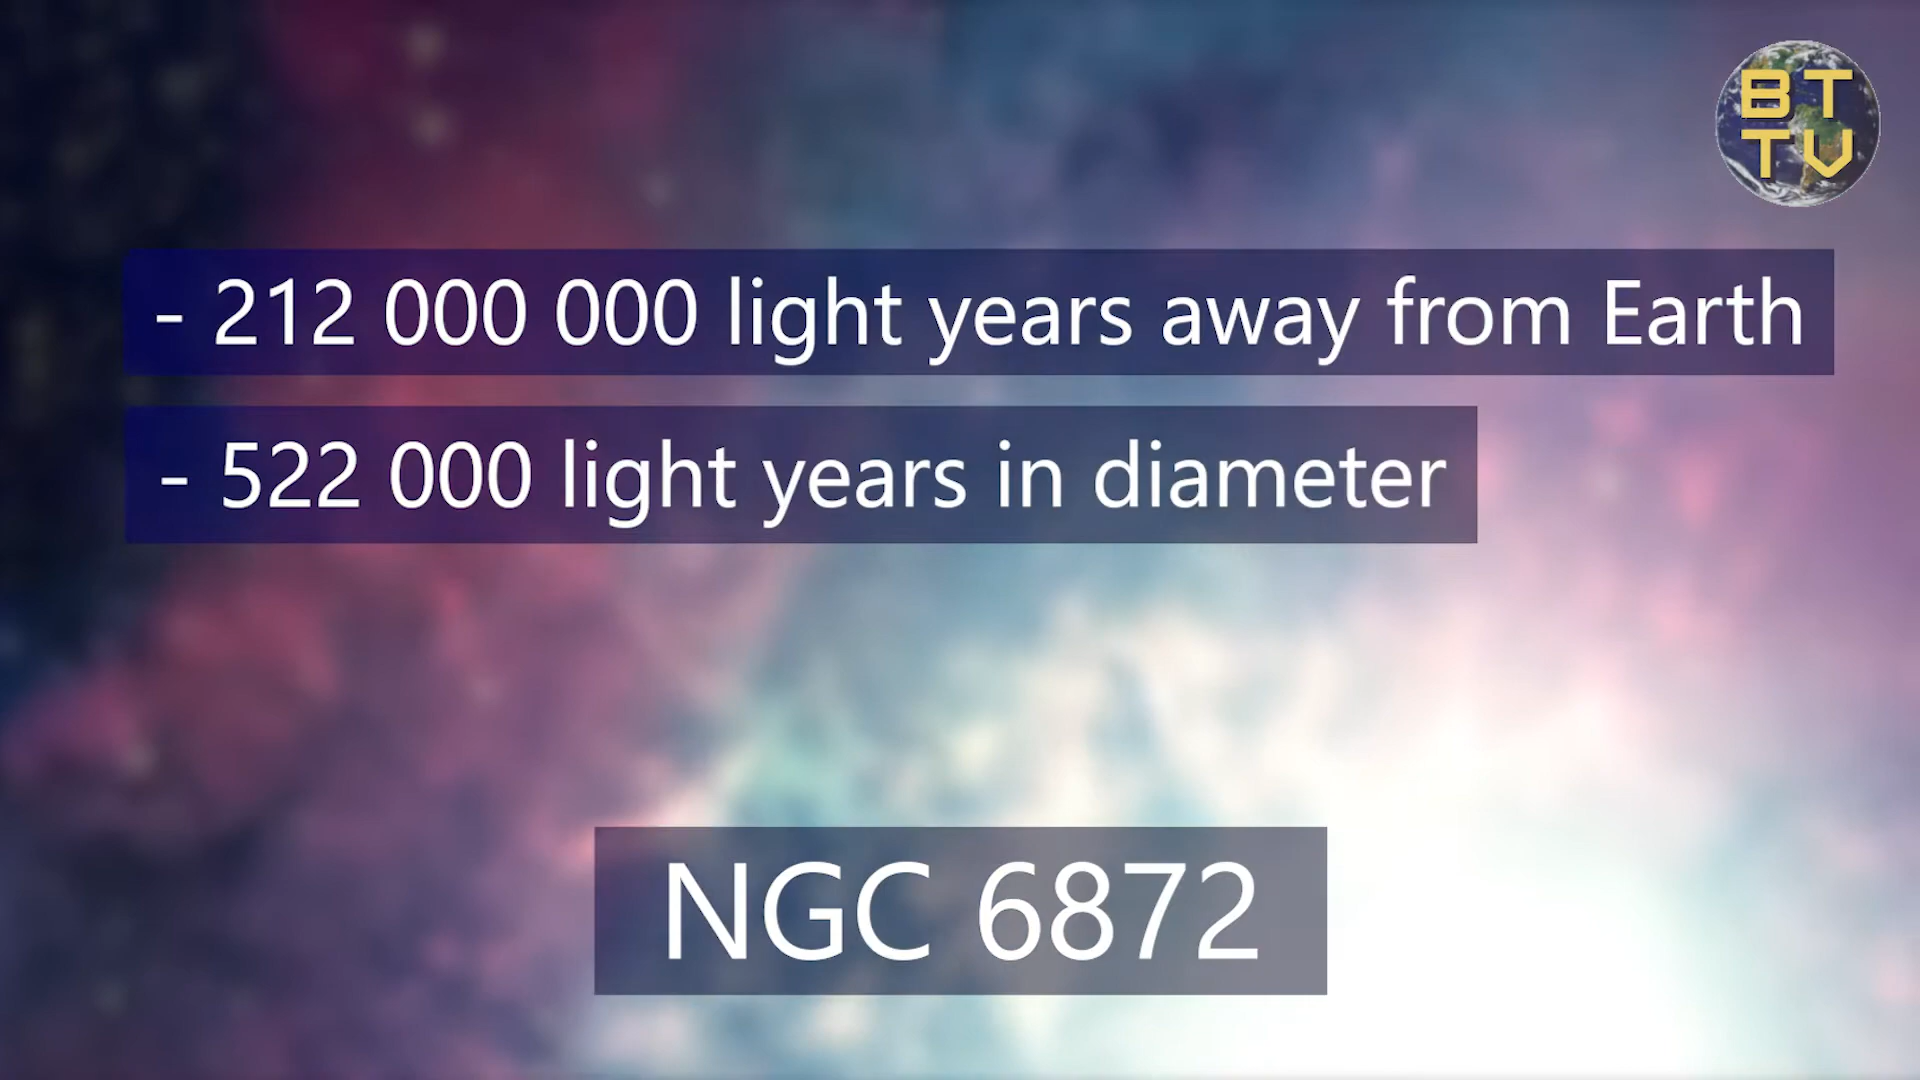 BT
TV
- 212 000 000 light years away from Earth
- 522 000 light years in diameter
NGC 6872